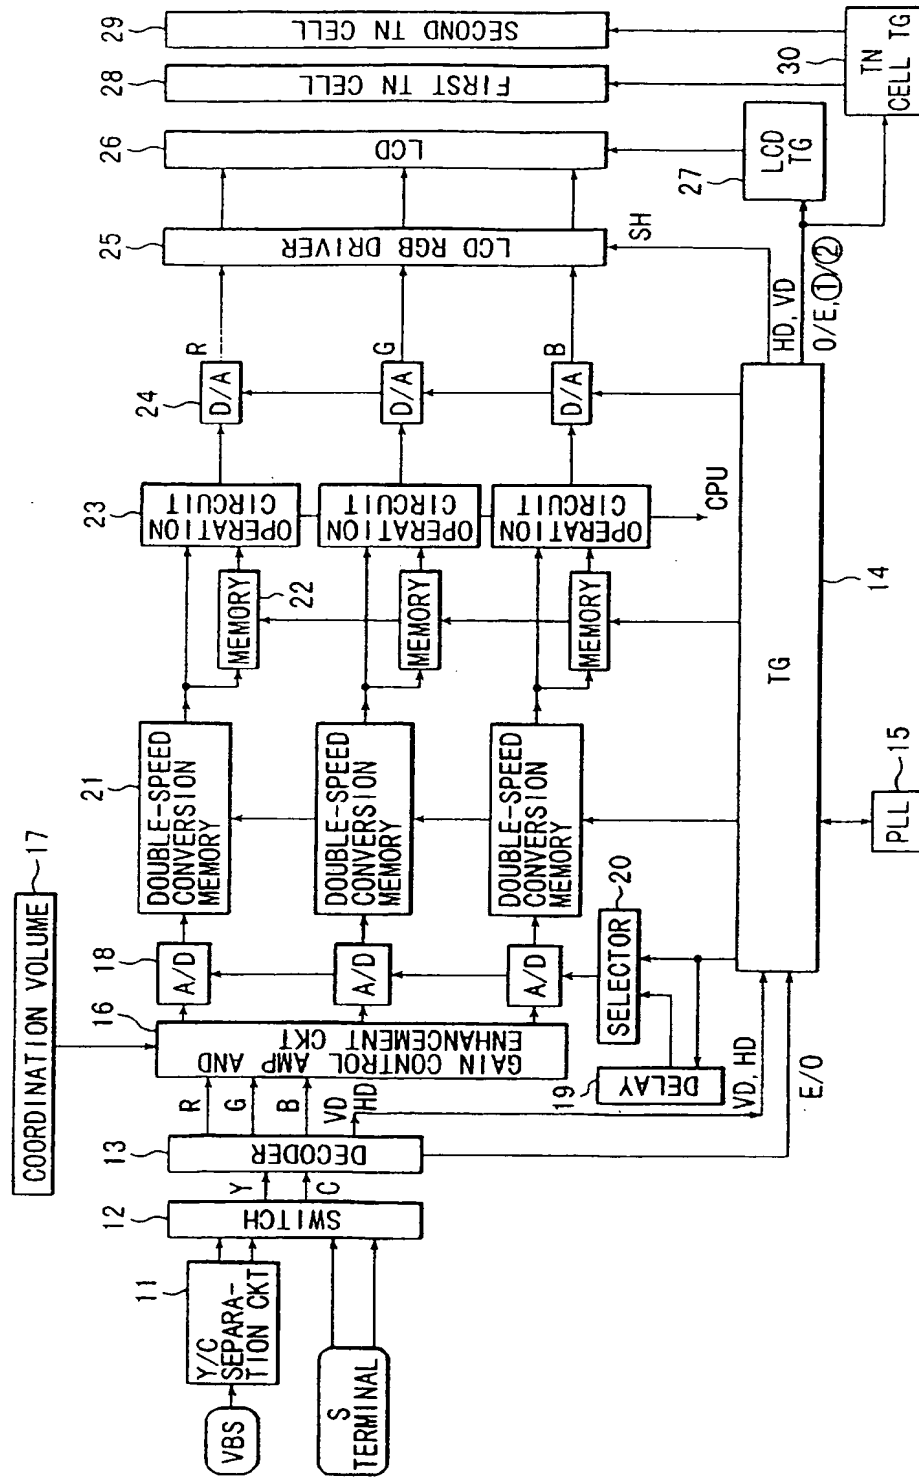 COORDINATION VOLUME
17
VBS
Y/C
SEPARA-
TION CKT
11
S
TERMINAL
SWITCH
12
Y
C
DECODER
13
R
G
B
VD
HD
GAIN CONTROL AMP AND
ENHANCEMENT CKT
16
A/D
18
A/D
A/D
DELAY
19
SELECTOR
20
VD, HD
E/O
DOUBLE-SPEED
CONVERSION
MEMORY
21
DOUBLE-SPEED
CONVERSION
MEMORY
DOUBLE-SPEED
CONVERSION
MEMORY
PLL
15
TG
14
MEMORY
22
MEMORY
MEMORY
OPERATION
CIRCUIT
23
OPERATION
CIRCUIT
OPERATION
CIRCUIT
CPU
D/A
24
D/A
D/A
R
G
B
LCD RGB DRIVER
25
SH
HD, VD
O/E, ①/②
LCD
26
LCD
TG
27
FIRST TN CELL
28
SECOND TN CELL
29
TN
CELL TG
30